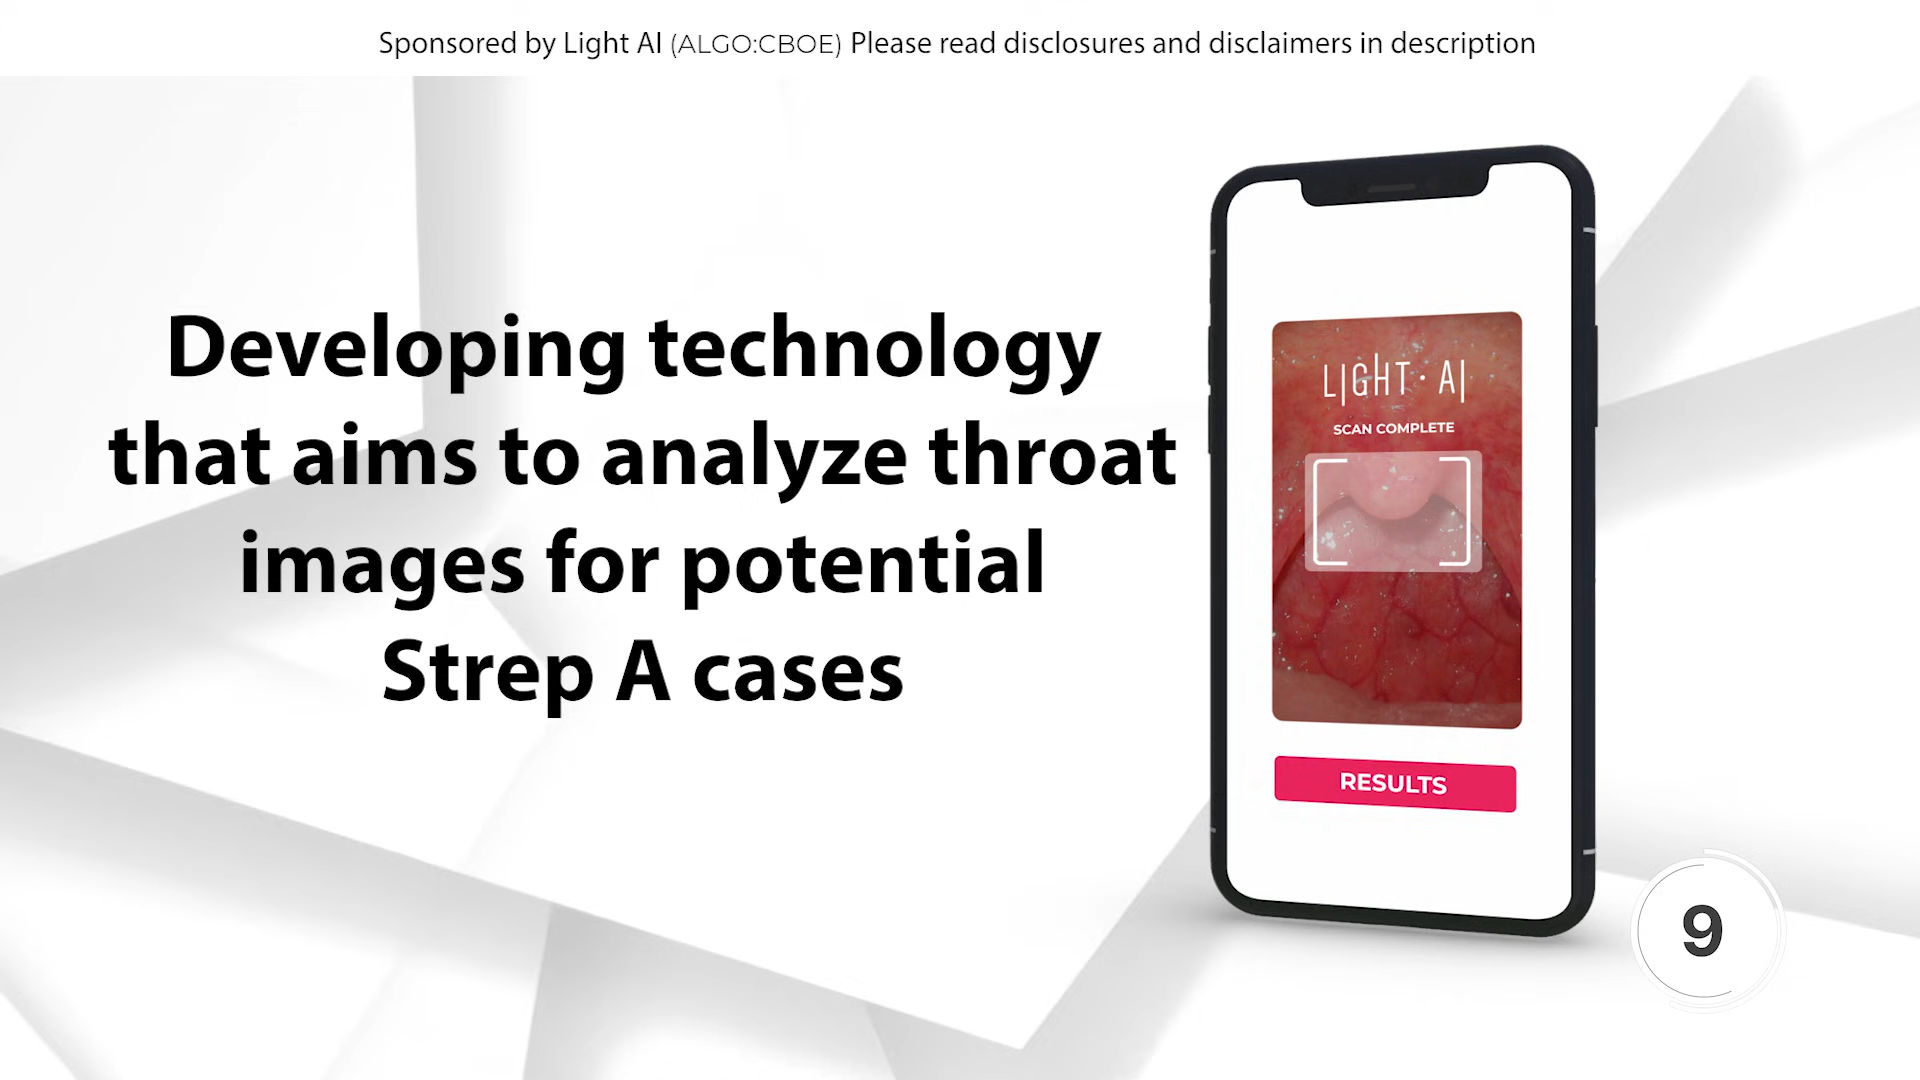 Sponsored by Light AI (ALGO:CBOE) Please read disclosures and disclaimers in description
Developing technology
that aims to analyze throat
images for potential
Strep A cases
LIGHT · AI
SCAN COMPLETE
RESULTS
9